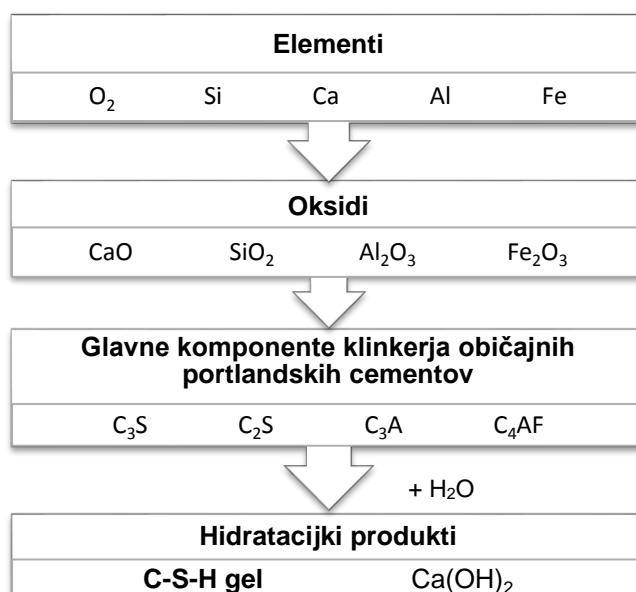 Elementi
O₂ Si Ca Al Fe
Oksidi
CaO SiO₂ Al₂O₃ Fe₂O₃
Glavne komponente klinkerja običajnih
portlandskih cementov
C₃S C₂S C₃A C₄AF
+ H₂O
Hidratacijki produkti
C-S-H gel Ca(OH)₂